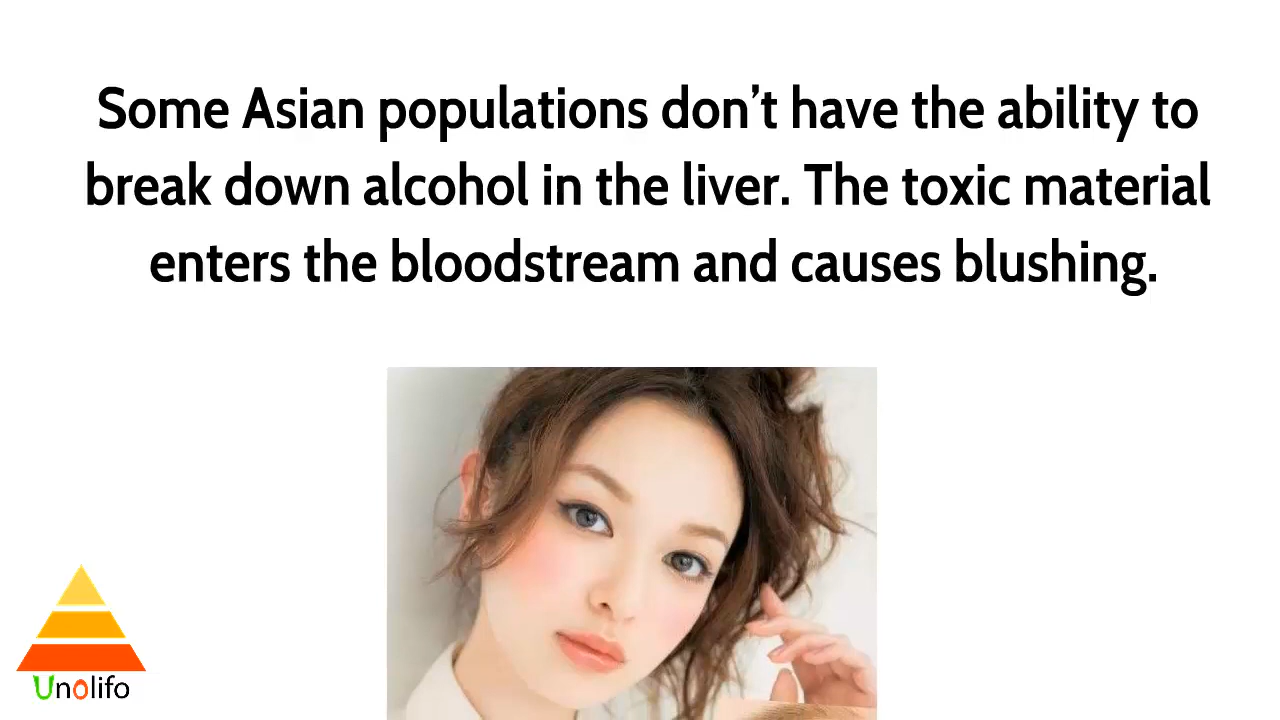 Some Asian populations don’t have the ability to
break down alcohol in the liver. The toxic material
enters the bloodstream and causes blushing.
Unolifo